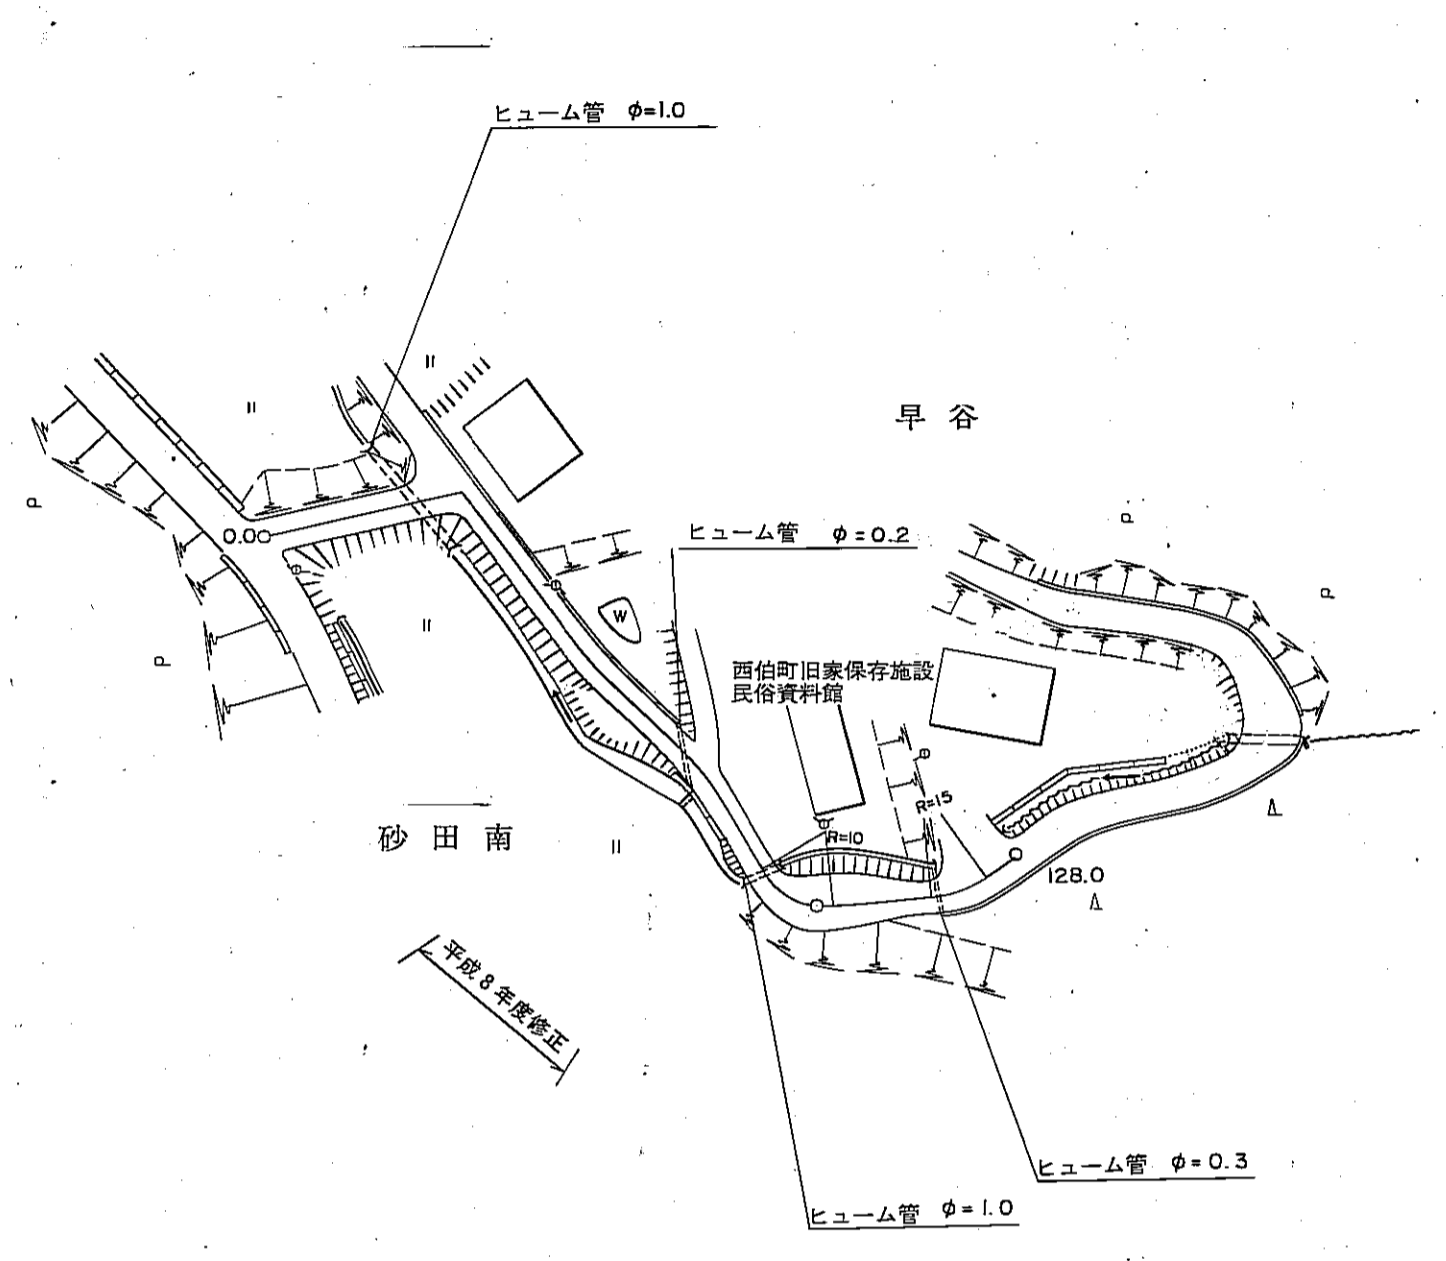 ヒューム管 φ=1.0
早谷
0.00
ヒューム管 φ=0.2
W
西伯町旧家保存施設
民俗資料館
R=15
R=10
砂田南
128.0
平成8年度修正
ヒューム管 φ=0.3
ヒューム管 φ=1.0